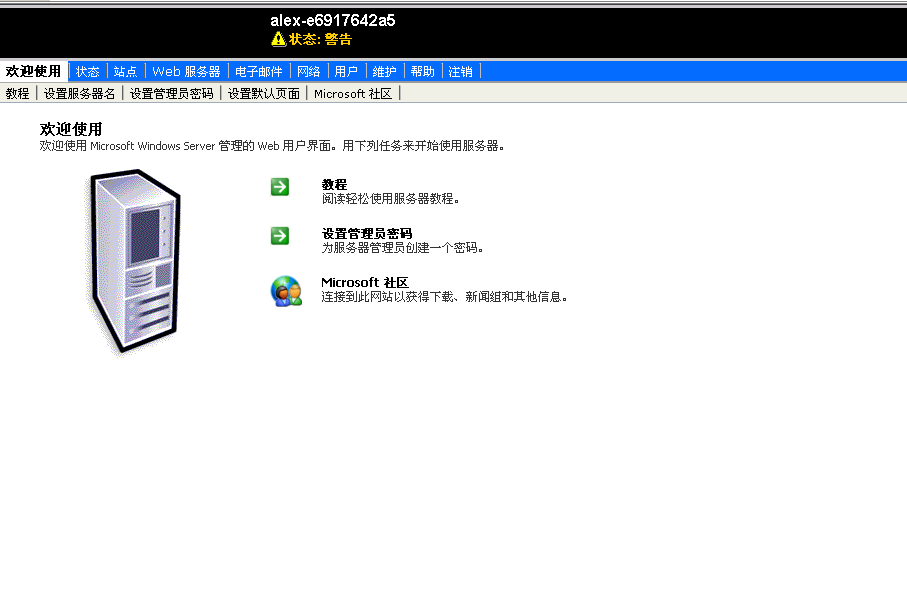 alex-e6917642a5
状态: 警告
欢迎使用 状态 站点 Web 服务器 电子邮件 网络 用户 维护 帮助 注销
教程 设置服务器名 设置管理员密码 设置默认页面 Microsoft 社区
欢迎使用
欢迎使用 Microsoft Windows Server 管理的 Web 用户界面。用下列任务来开始使用服务器。
教程
阅读轻松使用服务器教程。
设置管理员密码
为服务器管理员创建一个密码。
Microsoft 社区
连接到此网站以获得下载、新闻组和其他信息。